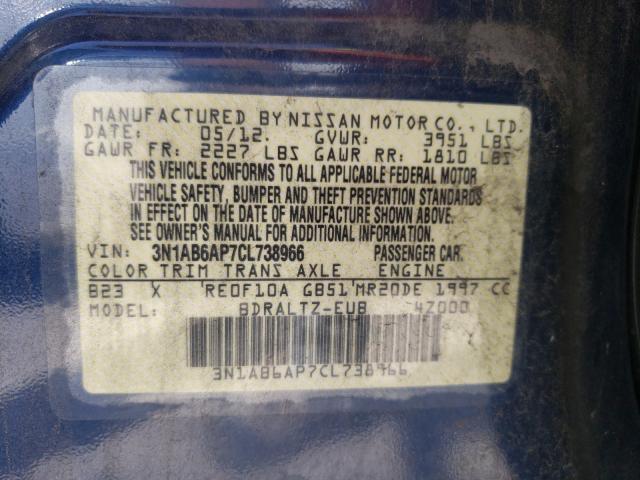 MANUFACTURED BY NISSAN MOTOR CO., LTD.
DATE: 05/12. GVWR: 3951 LBS
GAWR FR: 2227 LBS GAWR RR: 1810 LBS
THIS VEHICLE CONFORMS TO ALL APPLICABLE FEDERAL MOTOR
VEHICLE SAFETY, BUMPER AND THEFT PREVENTION STANDARDS
IN EFFECT ON THE DATE OF MANUFACTURE SHOWN ABOVE.
SEE OWNER'S MANUAL FOR ADDITIONAL INFORMATION.
VIN: 3N1AB6AP7CL738966 PASSENGER CAR.
COLOR TRIM TRANS AXLE ENGINE
B23 X RE0F10A GB51 MR20DE 1997 CC
MODEL: BDRALTZ-EUB 4Z000
3N1AB6AP7CL738966